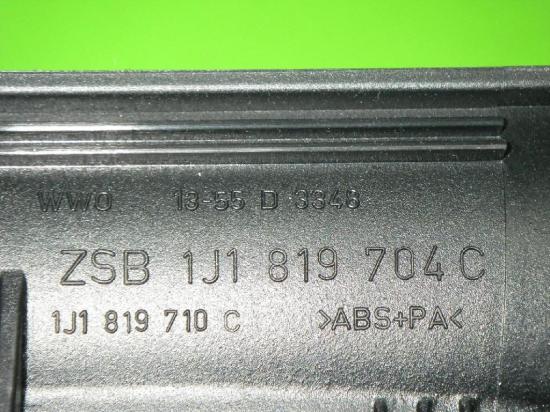 WWO 13-55 D 3348
ZSB 1J1 819 704 C
1J1 819 710 C >ABS+PA<